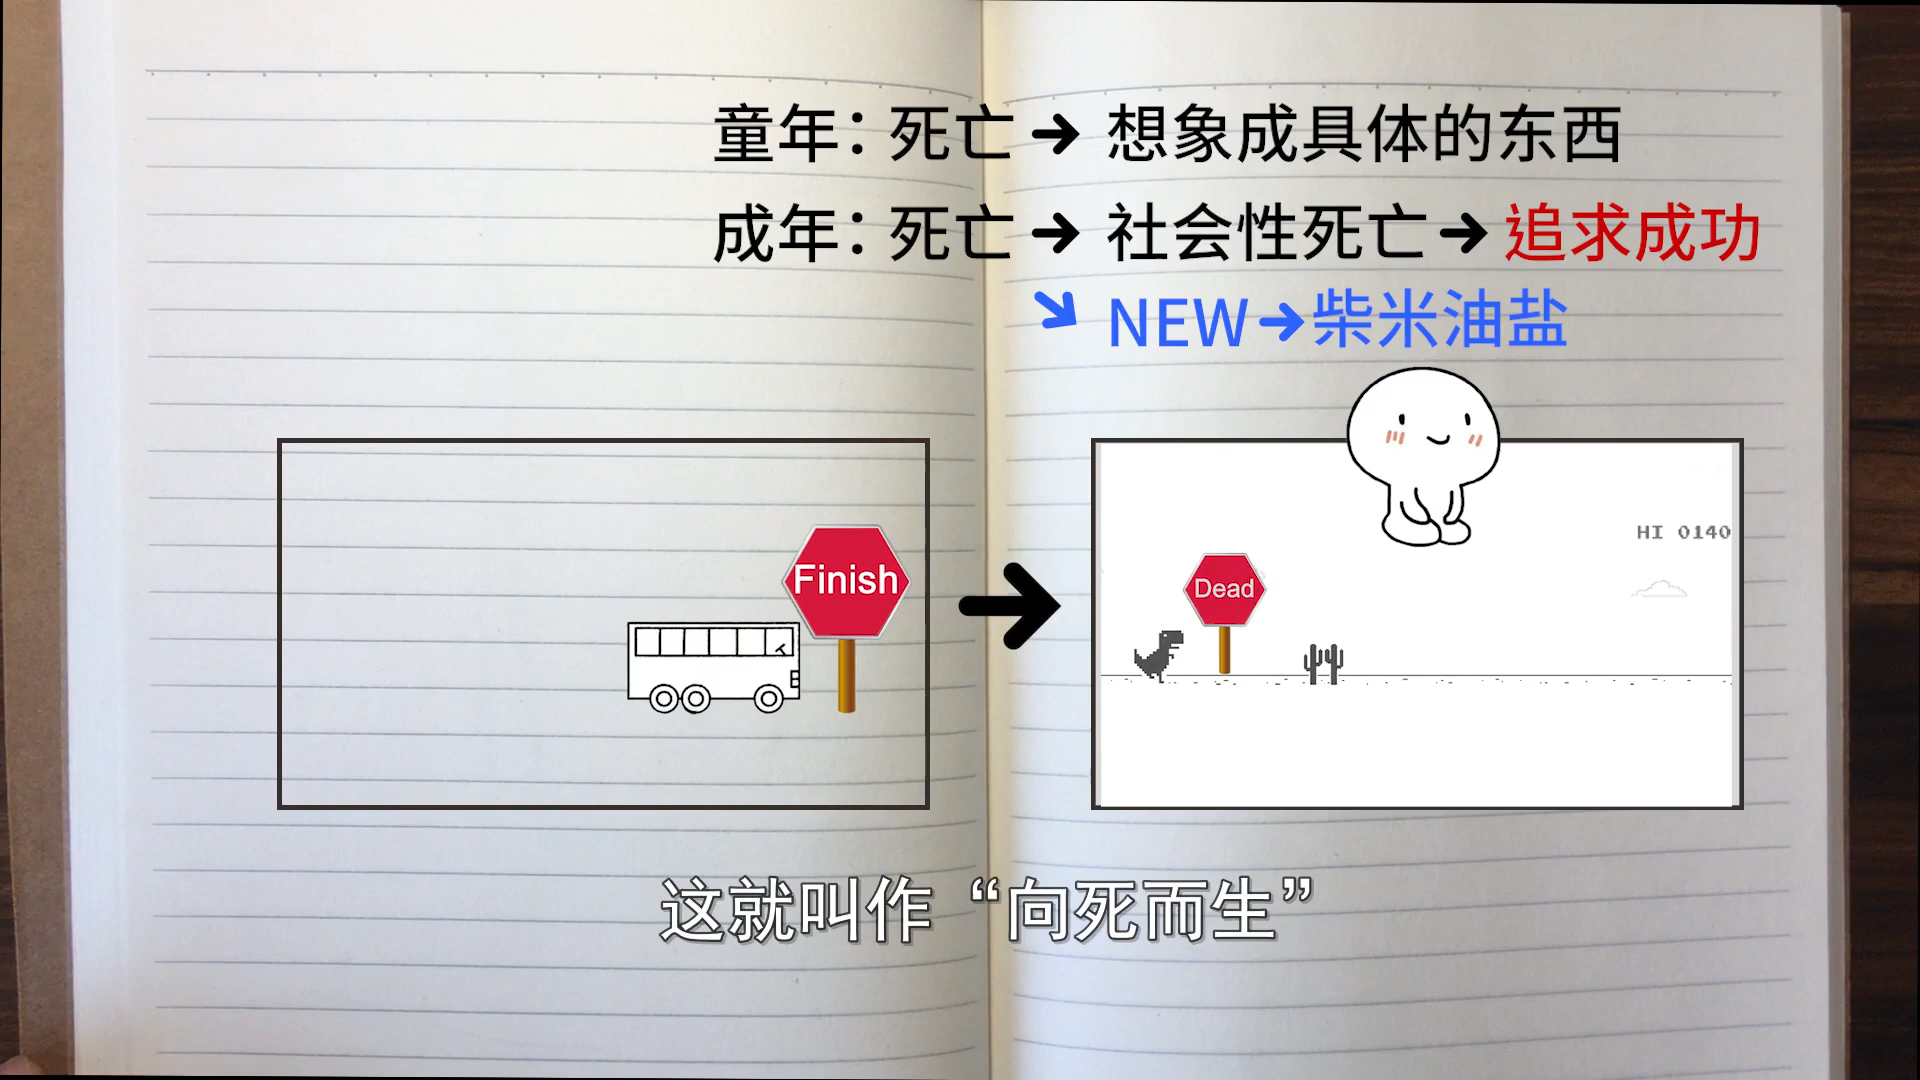 童年：死亡→想象成具体的东西
成年：死亡→社会性死亡→追求成功
↘NEW→柴米油盐
Finish
Dead
HI 0140
这就叫作“向死而生”